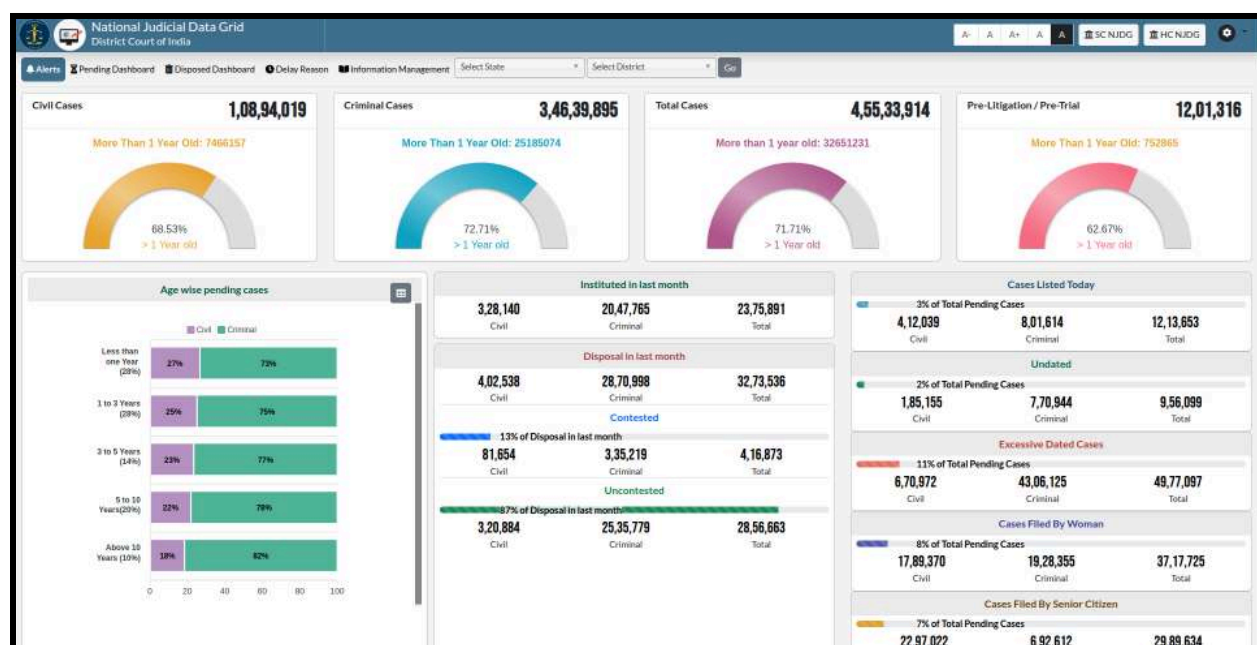 National Judicial Data Grid
District Court of India
A- A A+ A A SC NJDG HC NJDG
Alerts Pending Dashboard Disposed Dashboard Delay Reason Information Management Select State Select District Go
Civil Cases 1,08,94,019
More Than 1 Year Old: 7466157
68.53%
> 1 Year old
Criminal Cases 3,46,39,895
More Than 1 Year Old: 25185074
72.71%
> 1 Year old
Total Cases 4,55,33,914
More than 1 year old: 32651231
71.71%
> 1 Year old
Pre-Litigation / Pre-Trial 12,01,316
More Than 1 Year Old: 752865
62.67%
> 1 Year old
Age wise pending cases
Civil Criminal
Less than
one Year
(28%)
27% 73%
1 to 3 Years
(28%)
25% 75%
3 to 5 Years
(14%)
23% 77%
5 to 10
Years(20%)
22% 78%
Above 10
Years (10%)
18% 82%
0 20 40 60 80 100
Instituted in last month
3,28,140 20,47,765 23,75,891
Civil Criminal Total
Disposal in last month
4,02,538 28,70,998 32,73,536
Civil Criminal Total
Contested
13% of Disposal in last month
81,654 3,35,219 4,16,873
Civil Criminal Total
Uncontested
87% of Disposal in last month
3,20,884 25,35,779 28,56,663
Civil Criminal Total
Cases Listed Today
3% of Total Pending Cases
4,12,039 8,01,614 12,13,653
Civil Criminal Total
Undated
2% of Total Pending Cases
1,85,155 7,70,944 9,56,099
Civil Criminal Total
Excessive Dated Cases
11% of Total Pending Cases
6,70,972 43,06,125 49,77,097
Civil Criminal Total
Cases Filed By Woman
8% of Total Pending Cases
17,89,370 19,28,355 37,17,725
Civil Criminal Total
Cases Filed By Senior Citizen
7% of Total Pending Cases
22,97,022 6,92,612 29,89,634